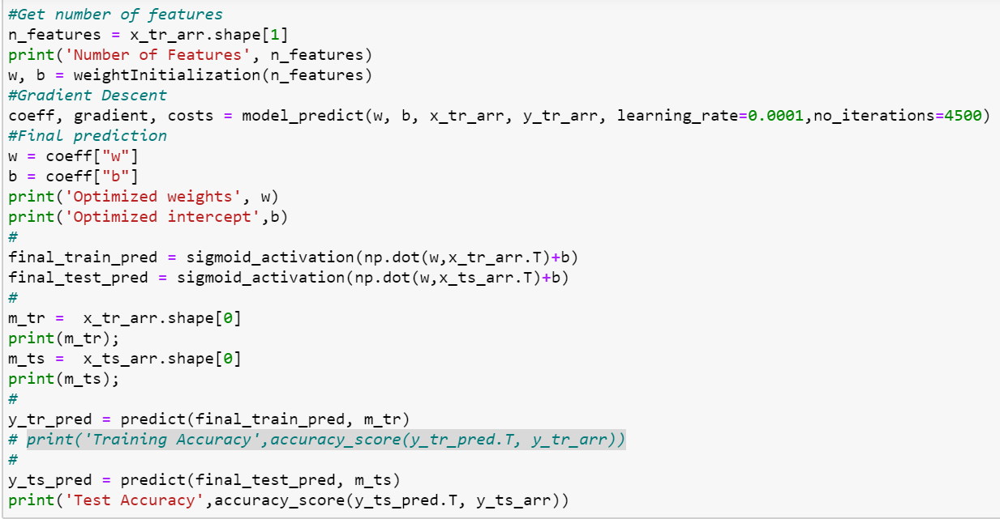 #Get number of features
n_features = x_tr_arr.shape[1]
print('Number of Features', n_features)
w, b = weightInitialization(n_features)
#Gradient Descent
coeff, gradient, costs = model_predict(w, b, x_tr_arr, y_tr_arr, learning_rate=0.0001,no_iterations=4500)
#Final prediction
w = coeff["w"]
b = coeff["b"]
print('Optimized weights', w)
print('Optimized intercept',b)
#
final_train_pred = sigmoid_activation(np.dot(w,x_tr_arr.T)+b)
final_test_pred = sigmoid_activation(np.dot(w,x_ts_arr.T)+b)
#
m_tr =  x_tr_arr.shape[0]
print(m_tr);
m_ts =  x_ts_arr.shape[0]
print(m_ts);
#
y_tr_pred = predict(final_train_pred, m_tr)
# print('Training Accuracy',accuracy_score(y_tr_pred.T, y_tr_arr))
#
y_ts_pred = predict(final_test_pred, m_ts)
print('Test Accuracy',accuracy_score(y_ts_pred.T, y_ts_arr))